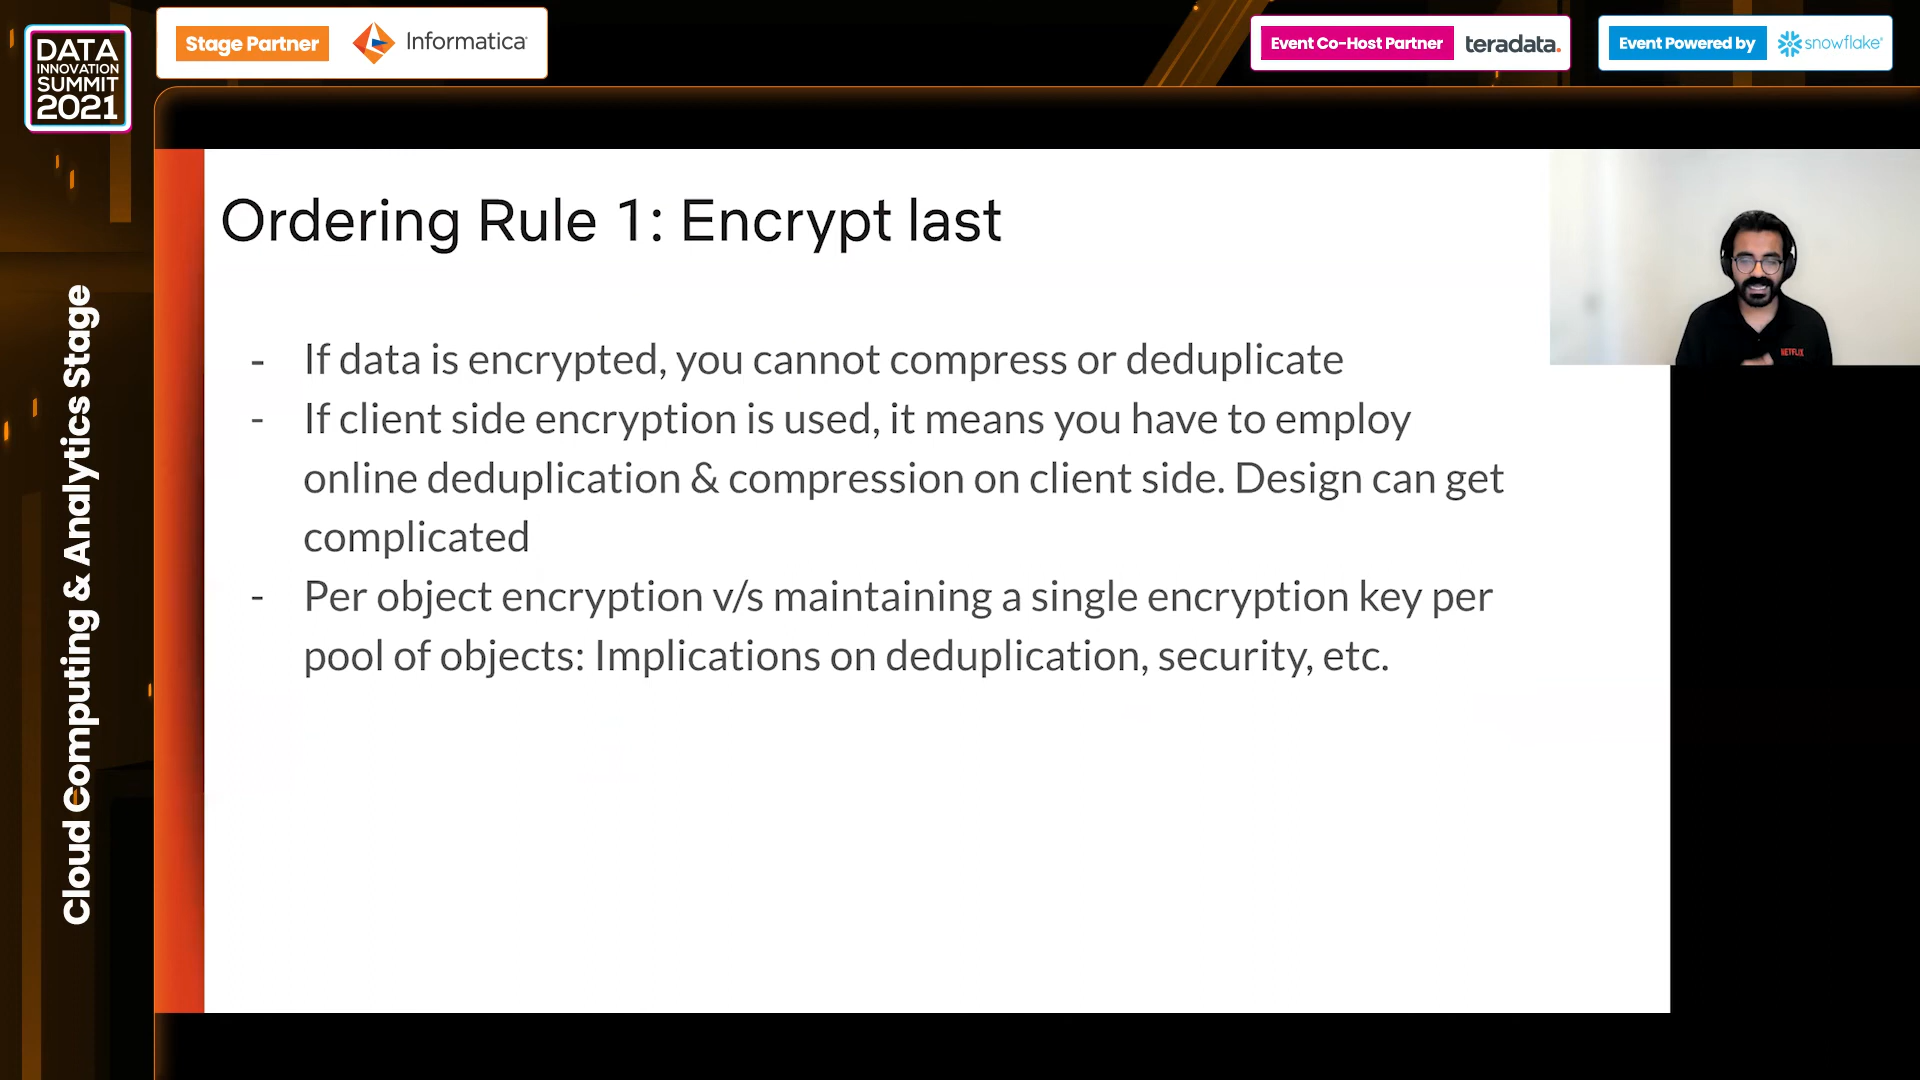 DATA
INNOVATION
SUMMIT
2021
Stage Partner
Informatica
Event Co-Host Partner
teradata.
Event Powered by
snowflake
Cloud Computing & Analytics Stage
Ordering Rule 1: Encrypt last
- If data is encrypted, you cannot compress or deduplicate
- If client side encryption is used, it means you have to employ
online deduplication & compression on client side. Design can get
complicated
- Per object encryption v/s maintaining a single encryption key per
pool of objects: Implications on deduplication, security, etc.
NETFLIX